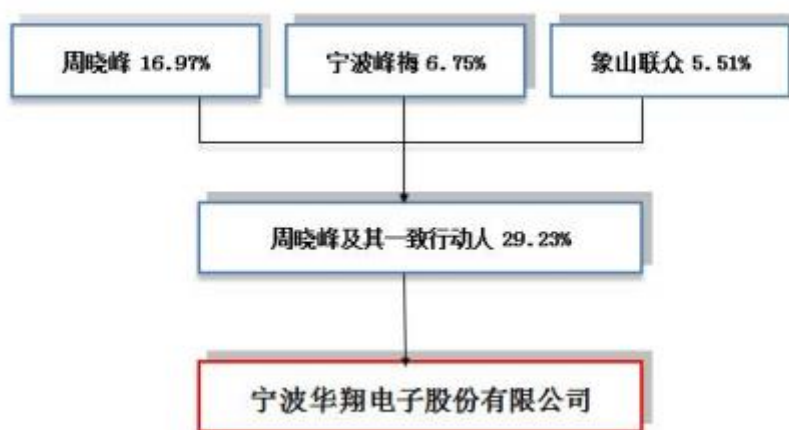 周晓峰 16.97%
宁波峰梅 6.75%
象山联众 5.51%
周晓峰及其一致行动人 29.23%
宁波华翔电子股份有限公司